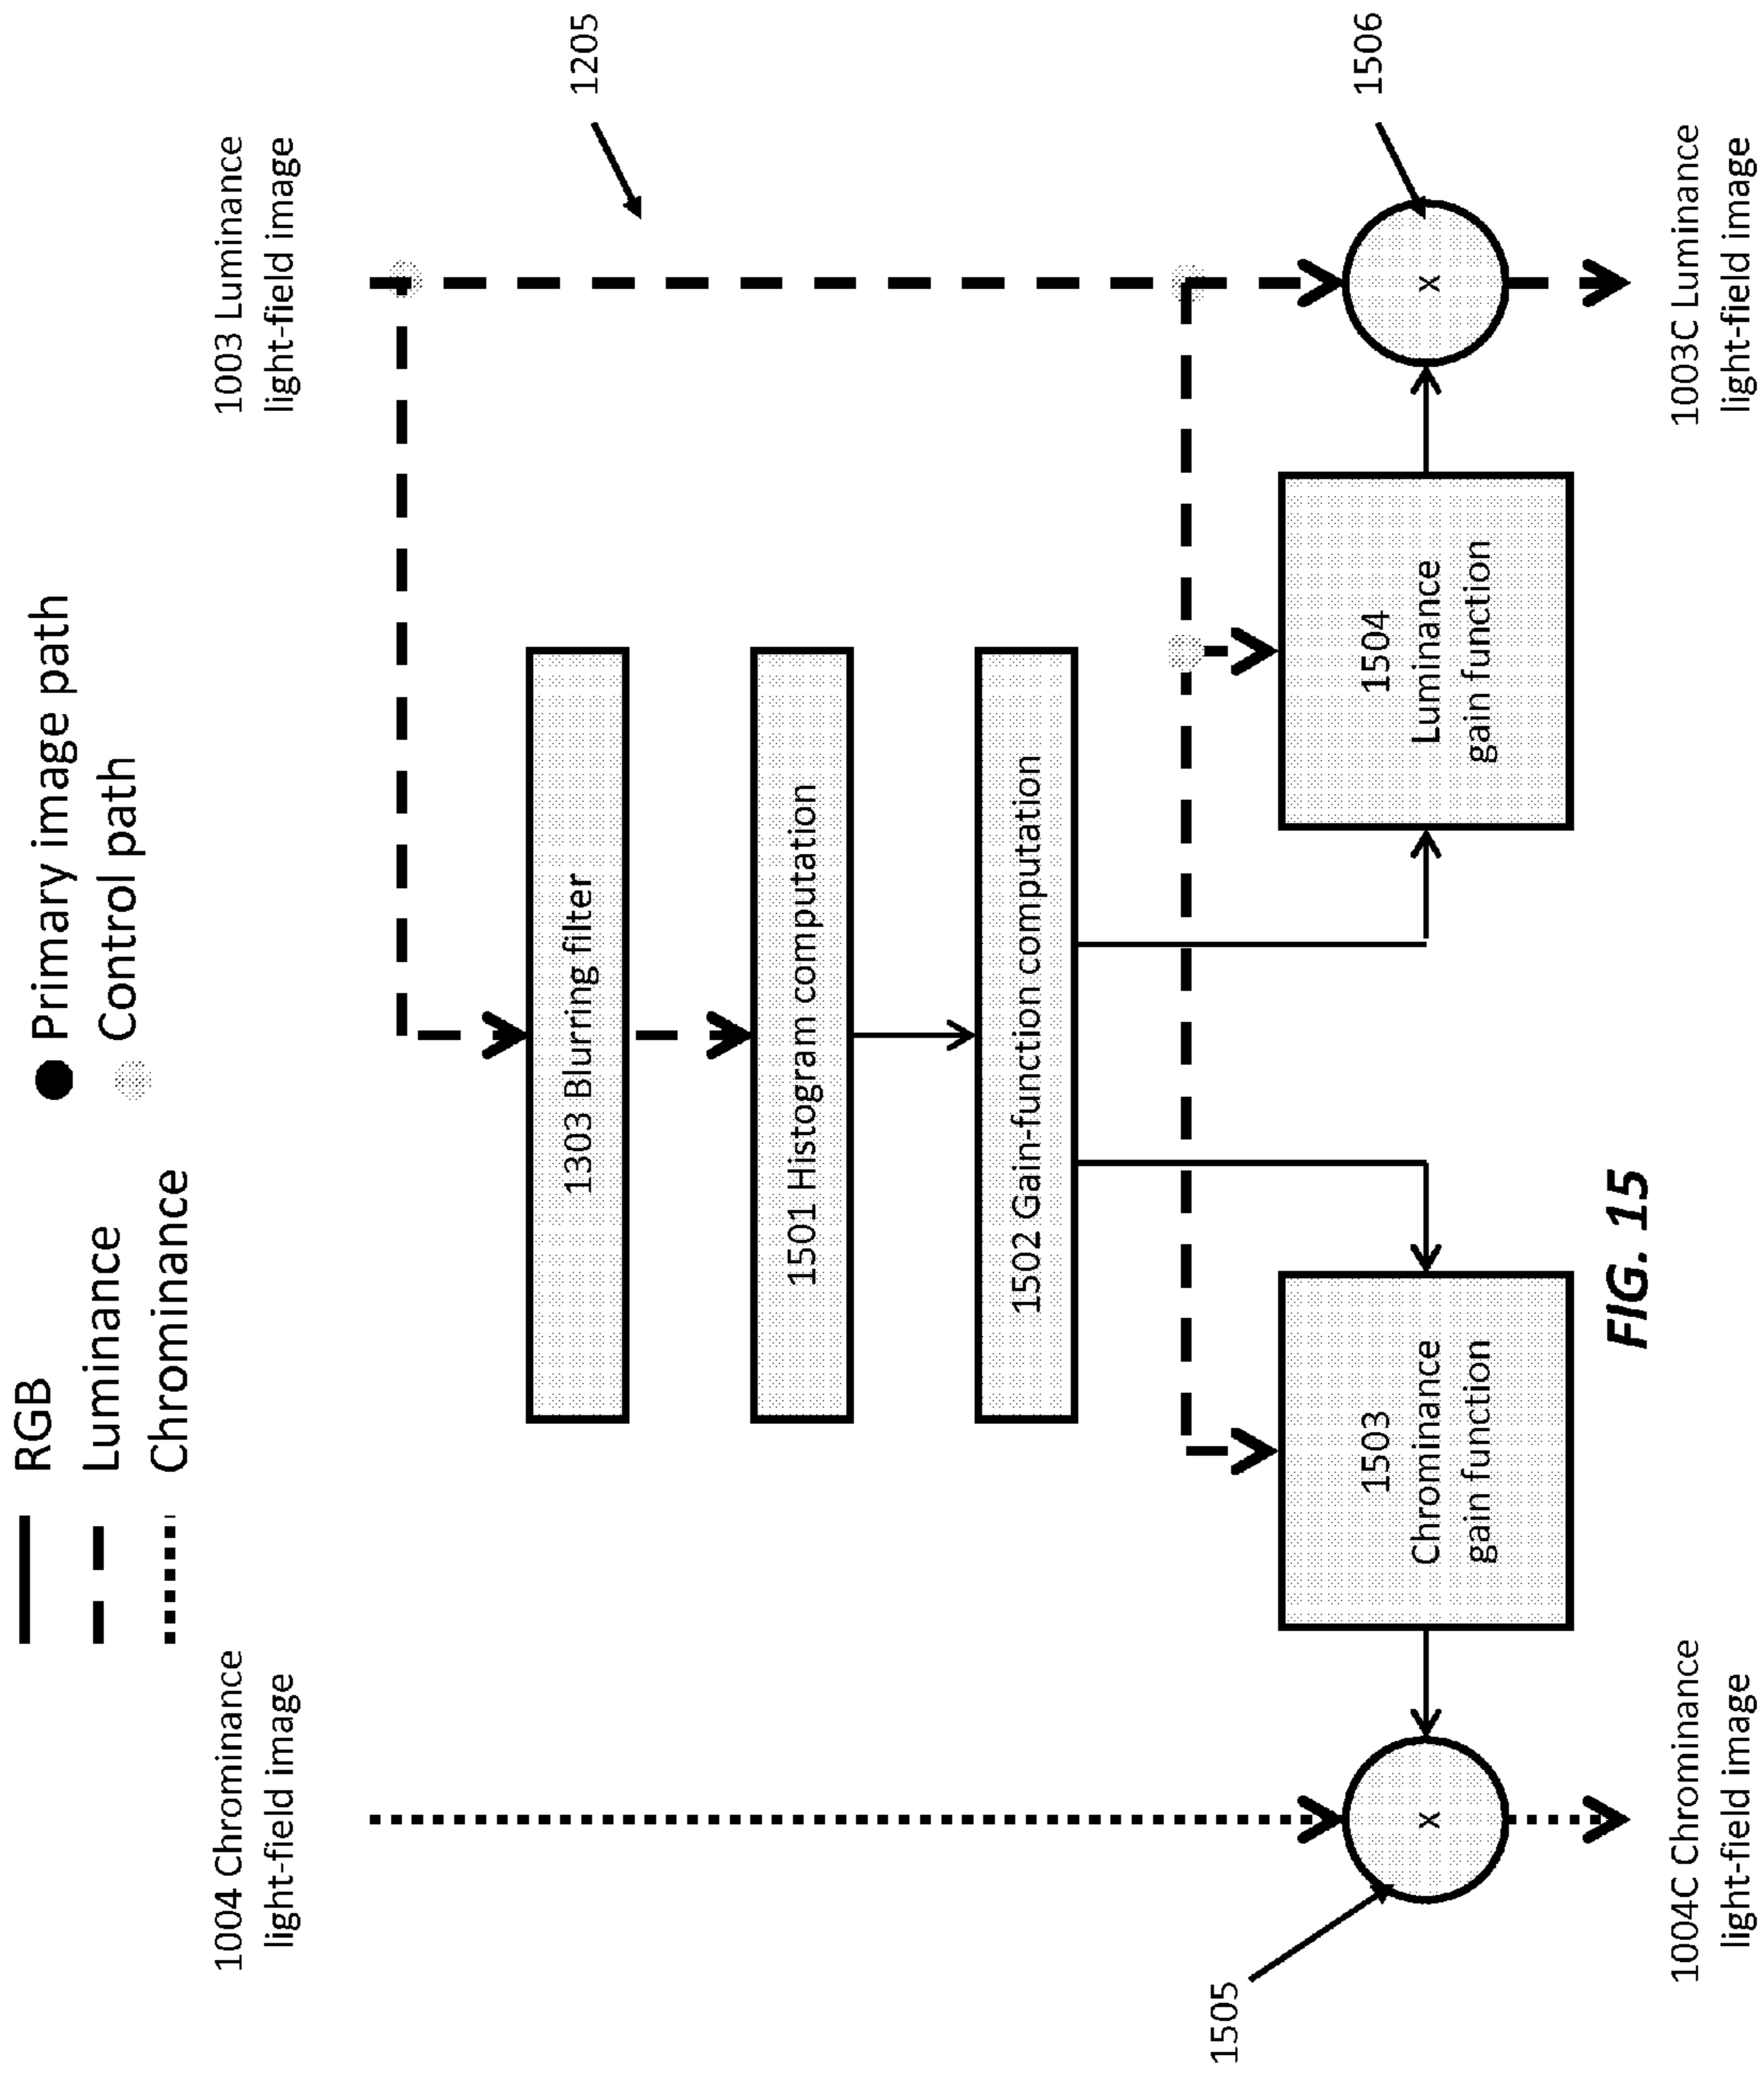 RGB
Luminance
Chrominance
Primary image path
Control path
1004 Chrominance
light-field image
1003 Luminance
light-field image
1205
1303 Blurring filter
1501 Histogram computation
1502 Gain-function computation
1505
x
1503
Chrominance
gain function
1504
Luminance
gain function
x
1506
1004C Chrominance
light-field image
1003C Luminance
light-field image
FIG. 15